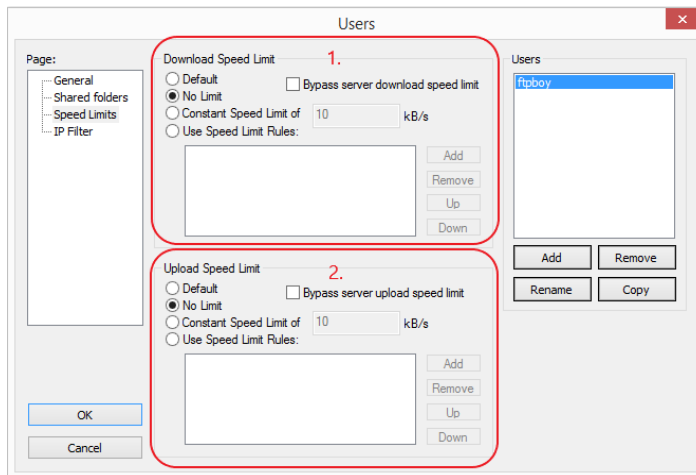 Users
Page:
General
Shared folders
Speed Limits
IP Filter
OK
Cancel
Download Speed Limit
1.
Default
Bypass server download speed limit
No Limit
Constant Speed Limit of 10 kB/s
Use Speed Limit Rules:
Add
Remove
Up
Down
Upload Speed Limit
2.
Default
Bypass server upload speed limit
No Limit
Constant Speed Limit of 10 kB/s
Use Speed Limit Rules:
Add
Remove
Up
Down
Users
ftpboy
Add Remove
Rename Copy